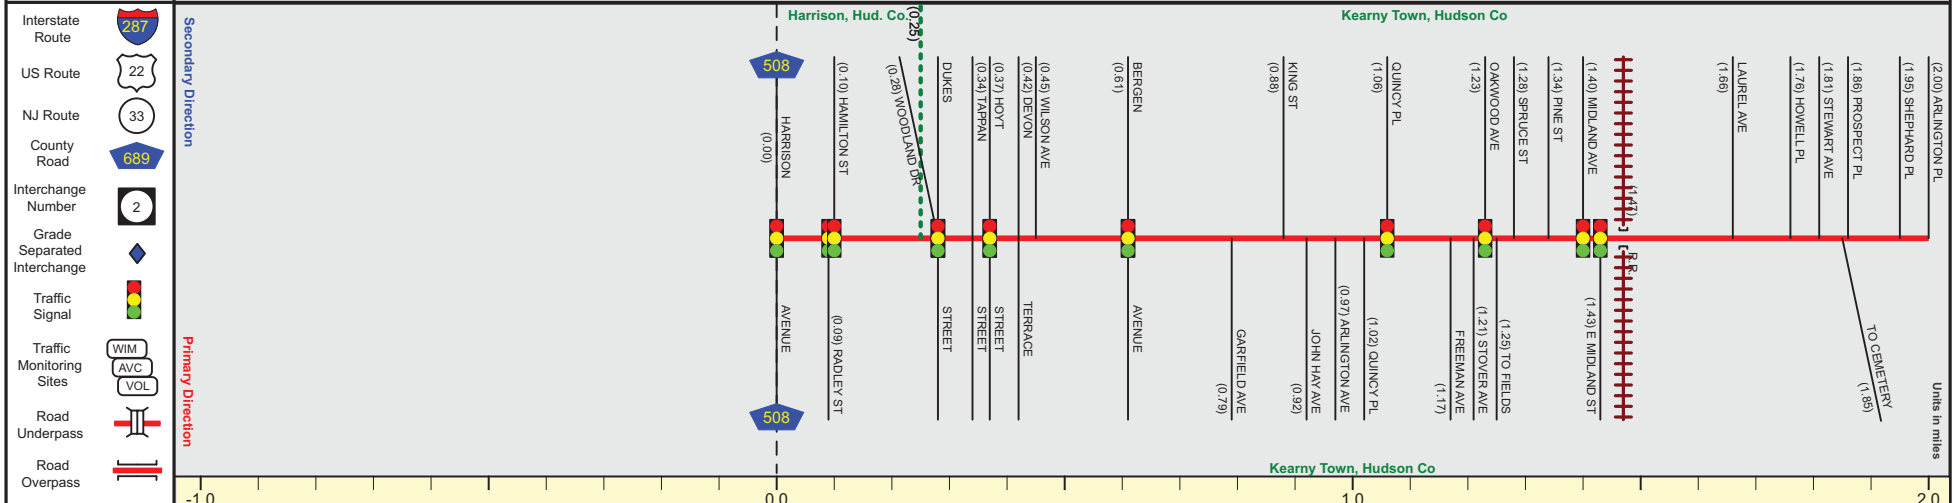 Interstate
Route
287
US Route
22
NJ Route
33
County
Road
689
Interchange
Number
2
Grade
Separated
Interchange
Traffic
Signal
Traffic
Monitoring
Sites
WIM
AVC
VOL
Road
Underpass
Road
Overpass
Secondary Direction
Primary Direction
Harrison, Hud. Co.
(0.25)
Kearny Town, Hudson Co
508
HARRISON
(0.00)
(0.10) HAMILTON ST
(0.28) WOODLAND DR
DUKES
(0.34) TAPPAN
(0.37) HOYT
(0.42) DEVON
(0.45) WILSON AVE
BERGEN
(0.61)
KING ST
(0.88)
QUINCY PL
(1.06)
OAKWOOD AVE
(1.23)
(1.28) SPRUCE ST
(1.34) PINE ST
(1.40) MIDLAND AVE
(1.47)
R.R.
LAUREL AVE
(1.66)
(1.76) HOWELL PL
(1.81) STEWART AVE
(1.86) PROSPECT PL
(1.95) SHEPHARD PL
(2.00) ARLINGTON PL
AVENUE
508
(0.09) RADLEY ST
STREET
STREET
STREET
TERRACE
AVENUE
GARFIELD AVE
(0.79)
JOHN HAY AVE
(0.92)
(0.97) ARLINGTON AVE
(1.02) QUINCY PL
FREEMAN AVE
(1.17)
(1.21) STOVER AVE
(1.25) TO FIELDS
(1.43) E MIDLAND ST
TO CEMETERY
(1.85)
Units in miles
Kearny Town, Hudson Co
-1.0
0.0
1.0
2.0